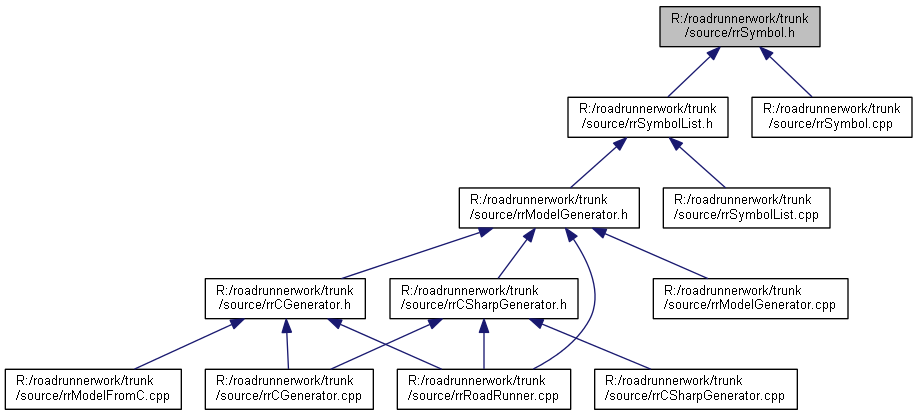 R:/roadrunnerwork/trunk
/source/rrSymbol.h
R:/roadrunnerwork/trunk
/source/rrSymbolList.h
R:/roadrunnerwork/trunk
/source/rrSymbol.cpp
R:/roadrunnerwork/trunk
/source/rrModelGenerator.h
R:/roadrunnerwork/trunk
/source/rrSymbolList.cpp
R:/roadrunnerwork/trunk
/source/rrCGenerator.h
R:/roadrunnerwork/trunk
/source/rrCSharpGenerator.h
R:/roadrunnerwork/trunk
/source/rrModelGenerator.cpp
R:/roadrunnerwork/trunk
/source/rrModelFromC.cpp
R:/roadrunnerwork/trunk
/source/rrCGenerator.cpp
R:/roadrunnerwork/trunk
/source/rrRoadRunner.cpp
R:/roadrunnerwork/trunk
/source/rrCSharpGenerator.cpp